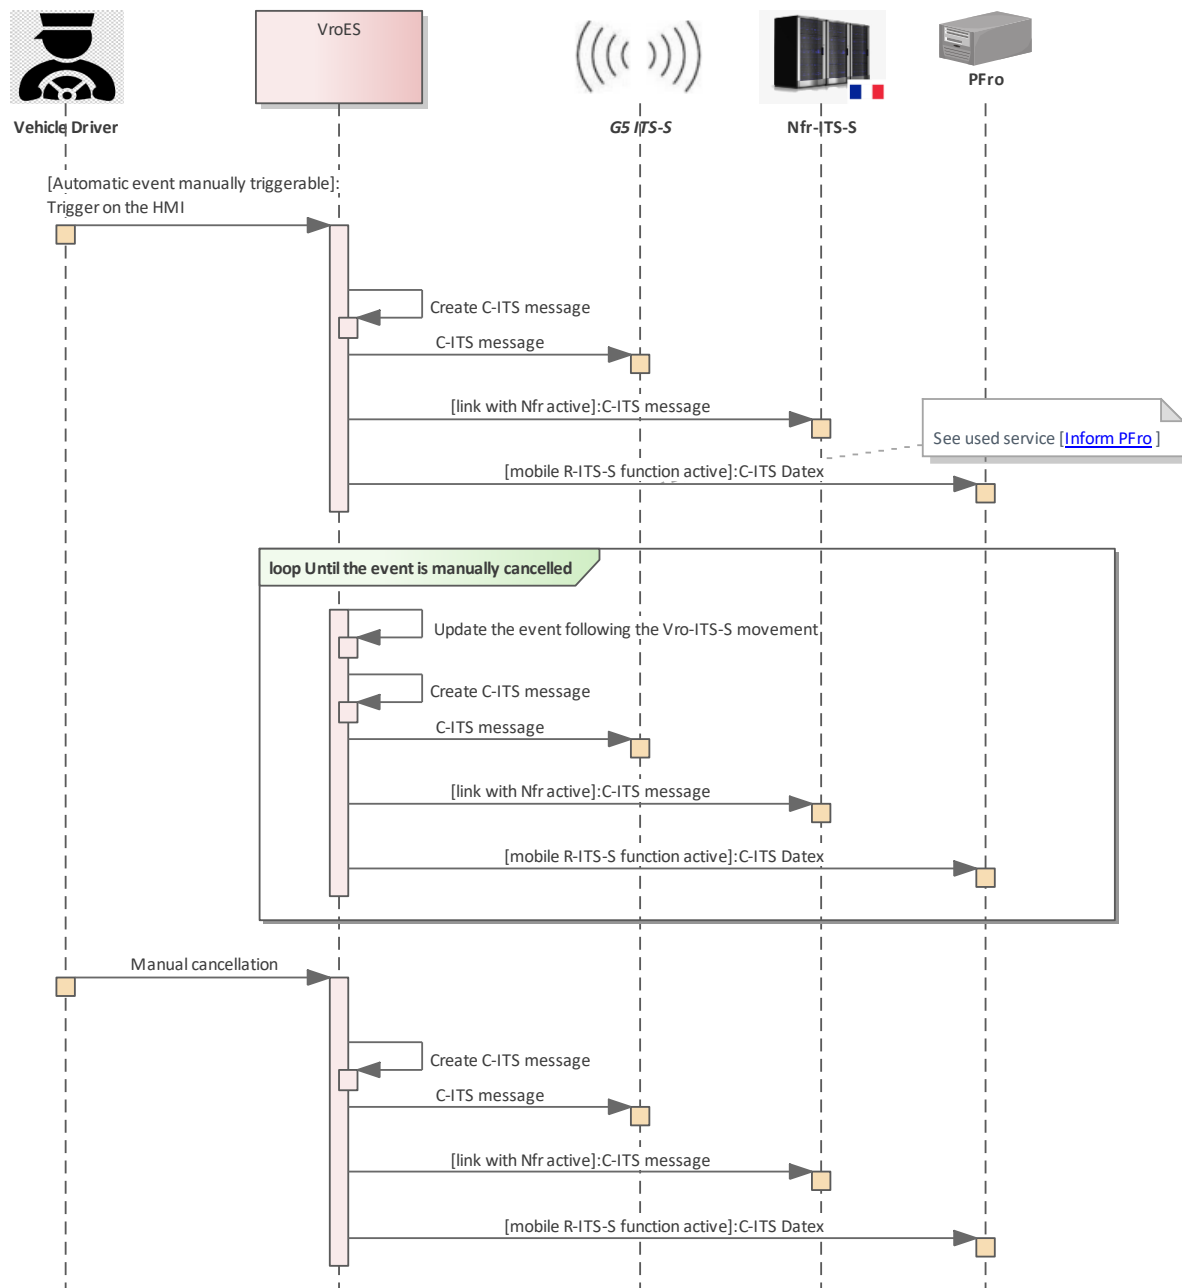 VroES
PFro
Vehicle Driver
G5 ITS-S
Nfr-ITS-S
[Automatic event manually triggerable]:
Trigger on the HMI
Create C-ITS message
C-ITS message
[link with Nfr active]:C-ITS message
See used service [Inform PFro ]
[mobile R-ITS-S function active]:C-ITS Datex
loop Until the event is manually cancelled
Update the event following the Vro-ITS-S movement
Create C-ITS message
C-ITS message
[link with Nfr active]:C-ITS message
[mobile R-ITS-S function active]:C-ITS Datex
Manual cancellation
Create C-ITS message
C-ITS message
[link with Nfr active]:C-ITS message
[mobile R-ITS-S function active]:C-ITS Datex